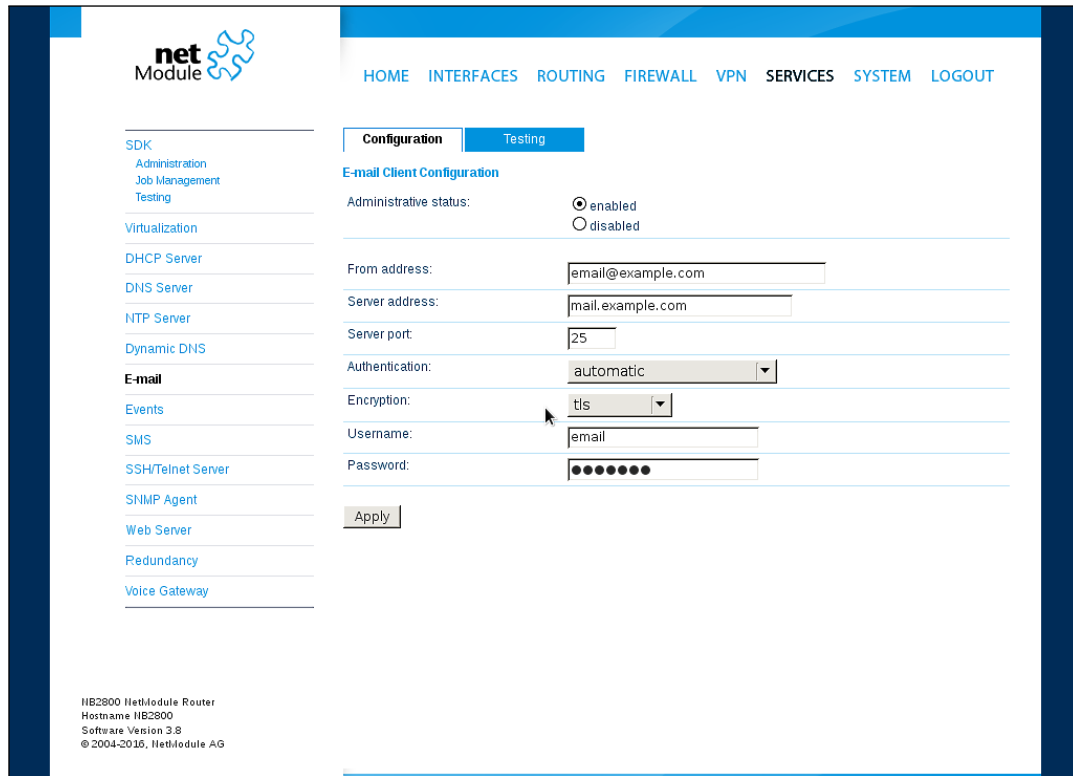 net
Module
HOME INTERFACES ROUTING FIREWALL VPN SERVICES SYSTEM LOGOUT
SDK
Administration
Job Management
Testing
Virtualization
DHCP Server
DNS Server
NTP Server
Dynamic DNS
E-mail
Events
SMS
SSH/Telnet Server
SNMP Agent
Web Server
Redundancy
Voice Gateway
Configuration Testing
E-mail Client Configuration
Administrative status: enabled
disabled
From address: email@example.com
Server address: mail.example.com
Server port: 25
Authentication: automatic
Encryption: tls
Username: email
Password: ●●●●●●●
Apply
NB2800 NetModule Router
Hostname NB2800
Software Version 3.8
© 2004-2016, NetModule AG